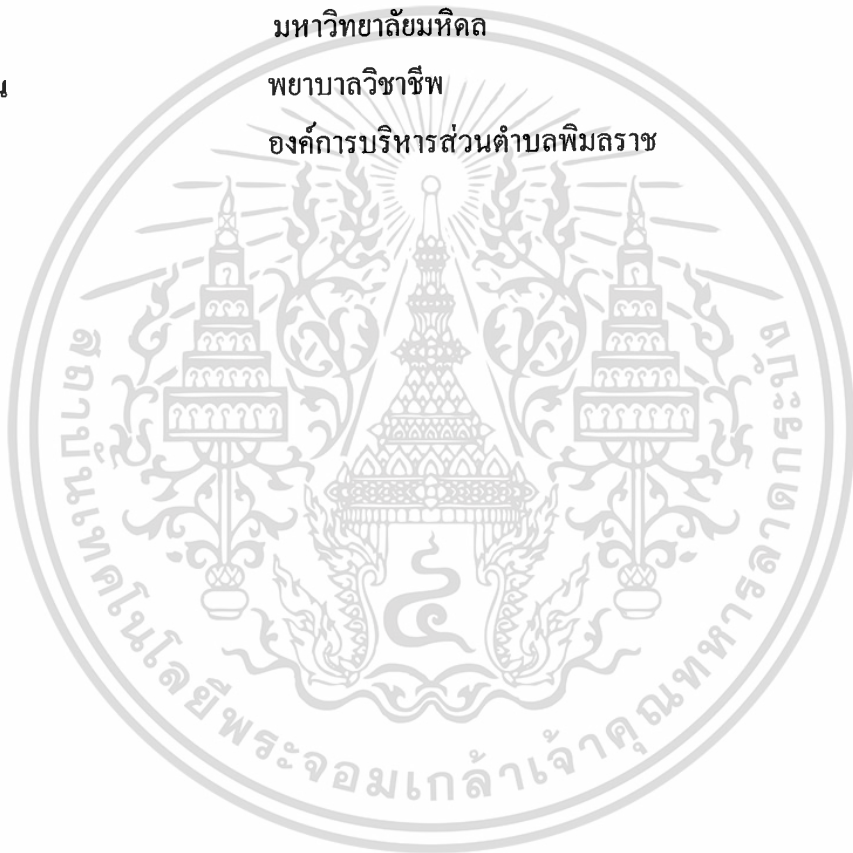 มหาวิทยาลัยมหิดล
พยาบาลวิชาชีพ
องค์การบริหารส่วนตำบลพิมลราช
สถาบันเทคโนโลยีพระจอมเกล้าเจ้าคุณทหารลาดกระบัง